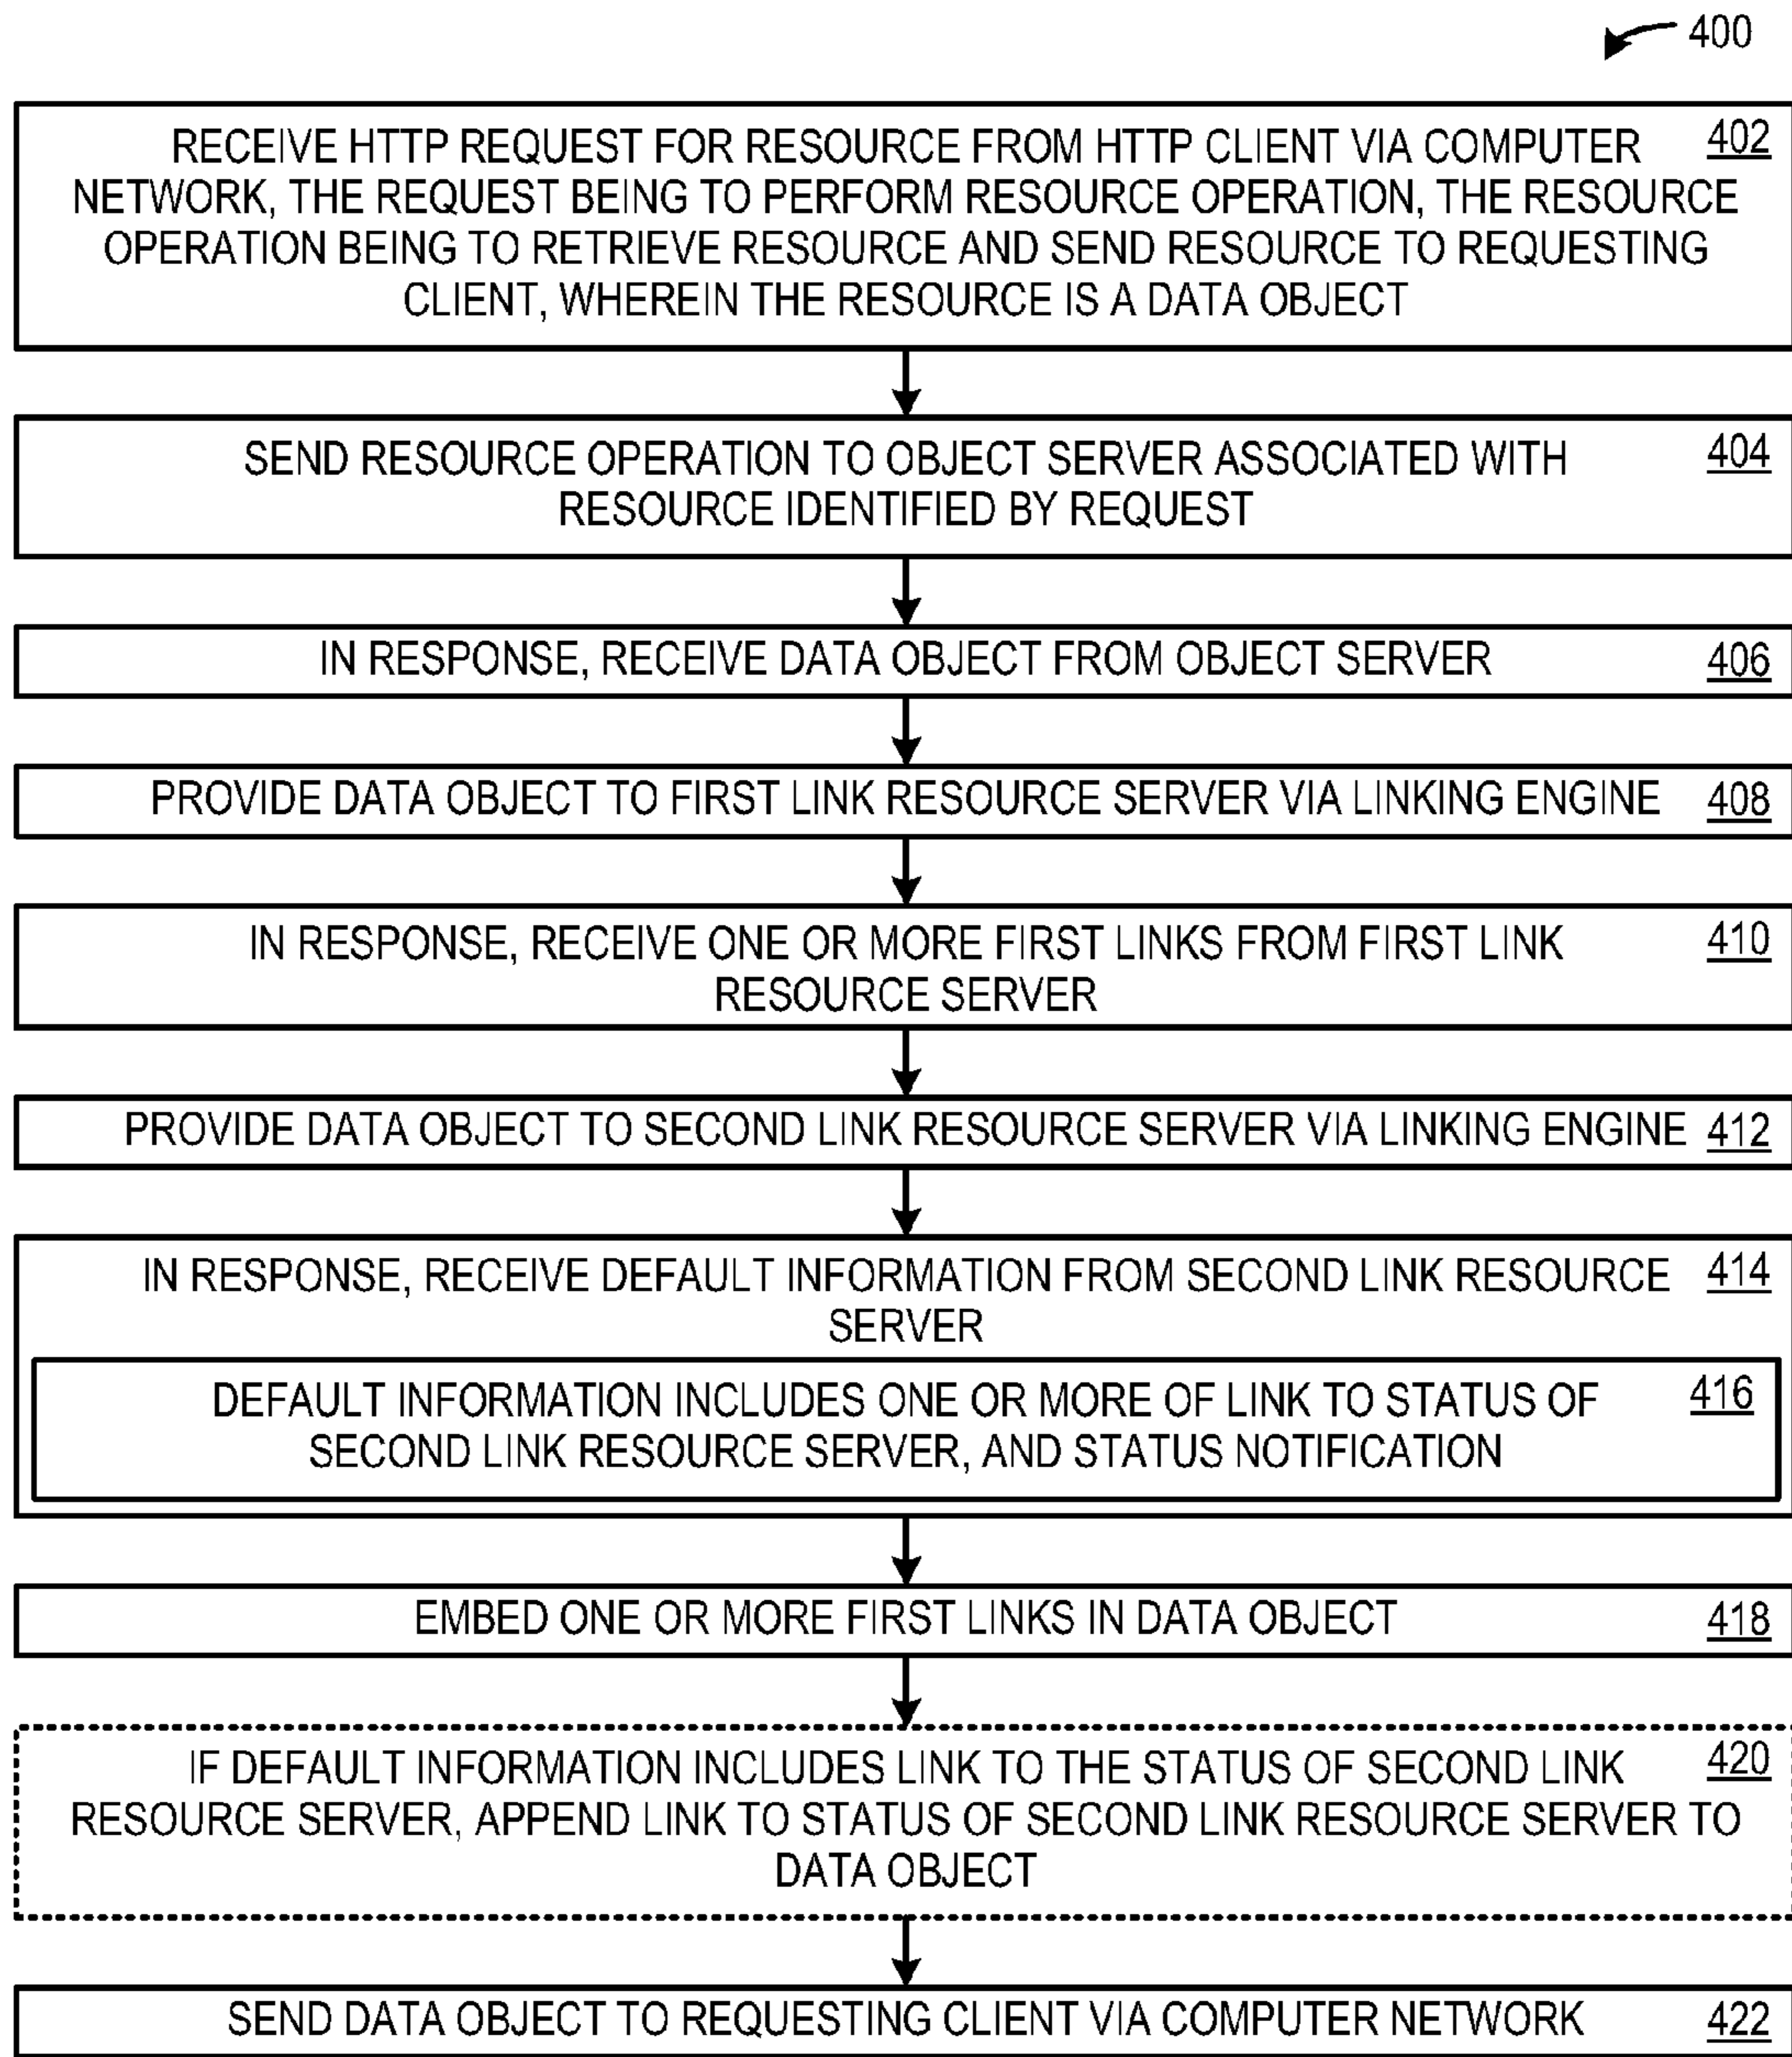 400
RECEIVE HTTP REQUEST FOR RESOURCE FROM HTTP CLIENT VIA COMPUTER 402
NETWORK, THE REQUEST BEING TO PERFORM RESOURCE OPERATION, THE RESOURCE
OPERATION BEING TO RETRIEVE RESOURCE AND SEND RESOURCE TO REQUESTING
CLIENT, WHEREIN THE RESOURCE IS A DATA OBJECT
SEND RESOURCE OPERATION TO OBJECT SERVER ASSOCIATED WITH 404
RESOURCE IDENTIFIED BY REQUEST
IN RESPONSE, RECEIVE DATA OBJECT FROM OBJECT SERVER 406
PROVIDE DATA OBJECT TO FIRST LINK RESOURCE SERVER VIA LINKING ENGINE 408
IN RESPONSE, RECEIVE ONE OR MORE FIRST LINKS FROM FIRST LINK 410
RESOURCE SERVER
PROVIDE DATA OBJECT TO SECOND LINK RESOURCE SERVER VIA LINKING ENGINE 412
IN RESPONSE, RECEIVE DEFAULT INFORMATION FROM SECOND LINK RESOURCE 414
SERVER
DEFAULT INFORMATION INCLUDES ONE OR MORE OF LINK TO STATUS OF 416
SECOND LINK RESOURCE SERVER, AND STATUS NOTIFICATION
EMBED ONE OR MORE FIRST LINKS IN DATA OBJECT 418
IF DEFAULT INFORMATION INCLUDES LINK TO THE STATUS OF SECOND LINK 420
RESOURCE SERVER, APPEND LINK TO STATUS OF SECOND LINK RESOURCE SERVER TO
DATA OBJECT
SEND DATA OBJECT TO REQUESTING CLIENT VIA COMPUTER NETWORK 422